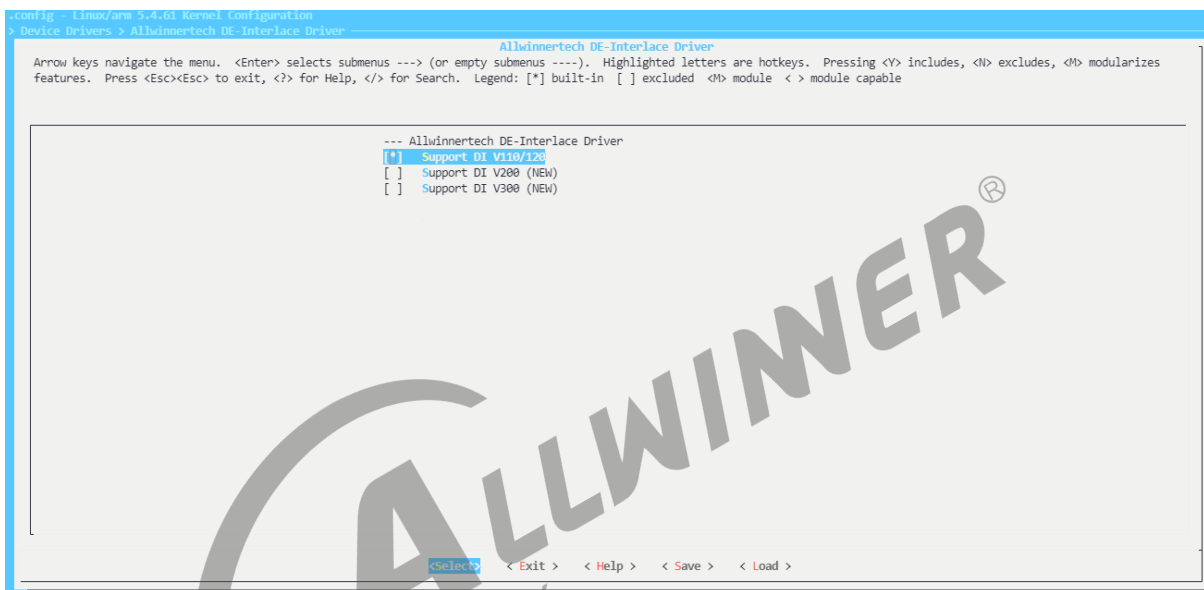 .config - Linux/arm 5.4.61 Kernel Configuration
> Device Drivers > Allwinnertech DE-Interlace Driver
Allwinnertech DE-Interlace Driver
Arrow keys navigate the menu.  <Enter> selects submenus ---> (or empty submenus ----).  Highlighted letters are hotkeys.  Pressing <Y> includes, <N> excludes, <M> modularizes
features.  Press <Esc><Esc> to exit, <?> for Help, </> for Search.  Legend: [*] built-in  [ ] excluded  <M> module  < > module capable
--- Allwinnertech DE-Interlace Driver
[*]   Support DI V110/120
[ ]   Support DI V200 (NEW)
[ ]   Support DI V300 (NEW)
ALLWINNER®
<Select>    < Exit >    < Help >    < Save >    < Load >